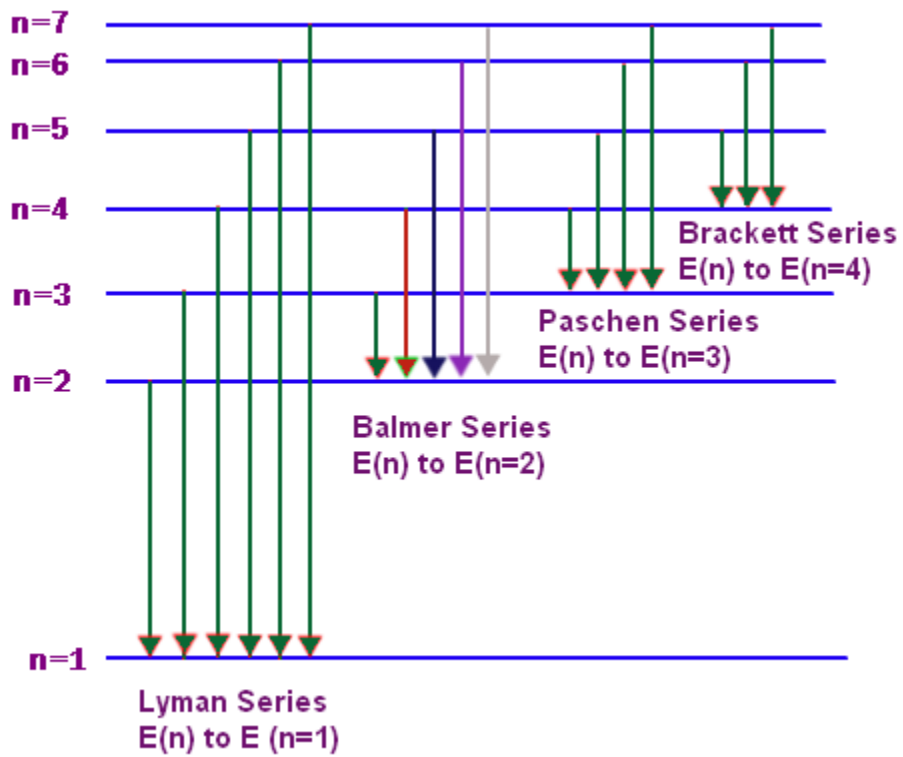 n=7
n=6
n=5
n=4
Brackett Series
E(n) to E(n=4)
n=3
Paschen Series
E(n) to E(n=3)
n=2
Balmer Series
E(n) to E(n=2)
n=1
Lyman Series
E(n) to E (n=1)